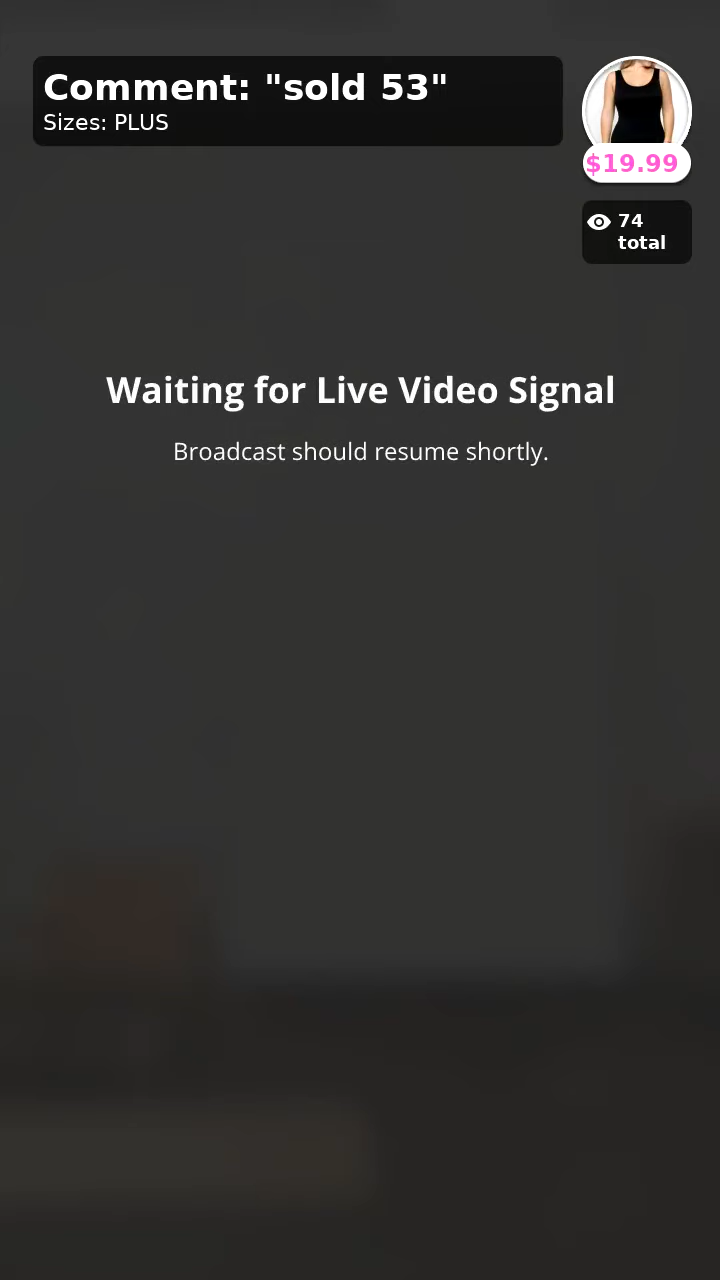 Comment: "sold 53"
Sizes: PLUS
$19.99
74
total
Waiting for Live Video Signal
Broadcast should resume shortly.